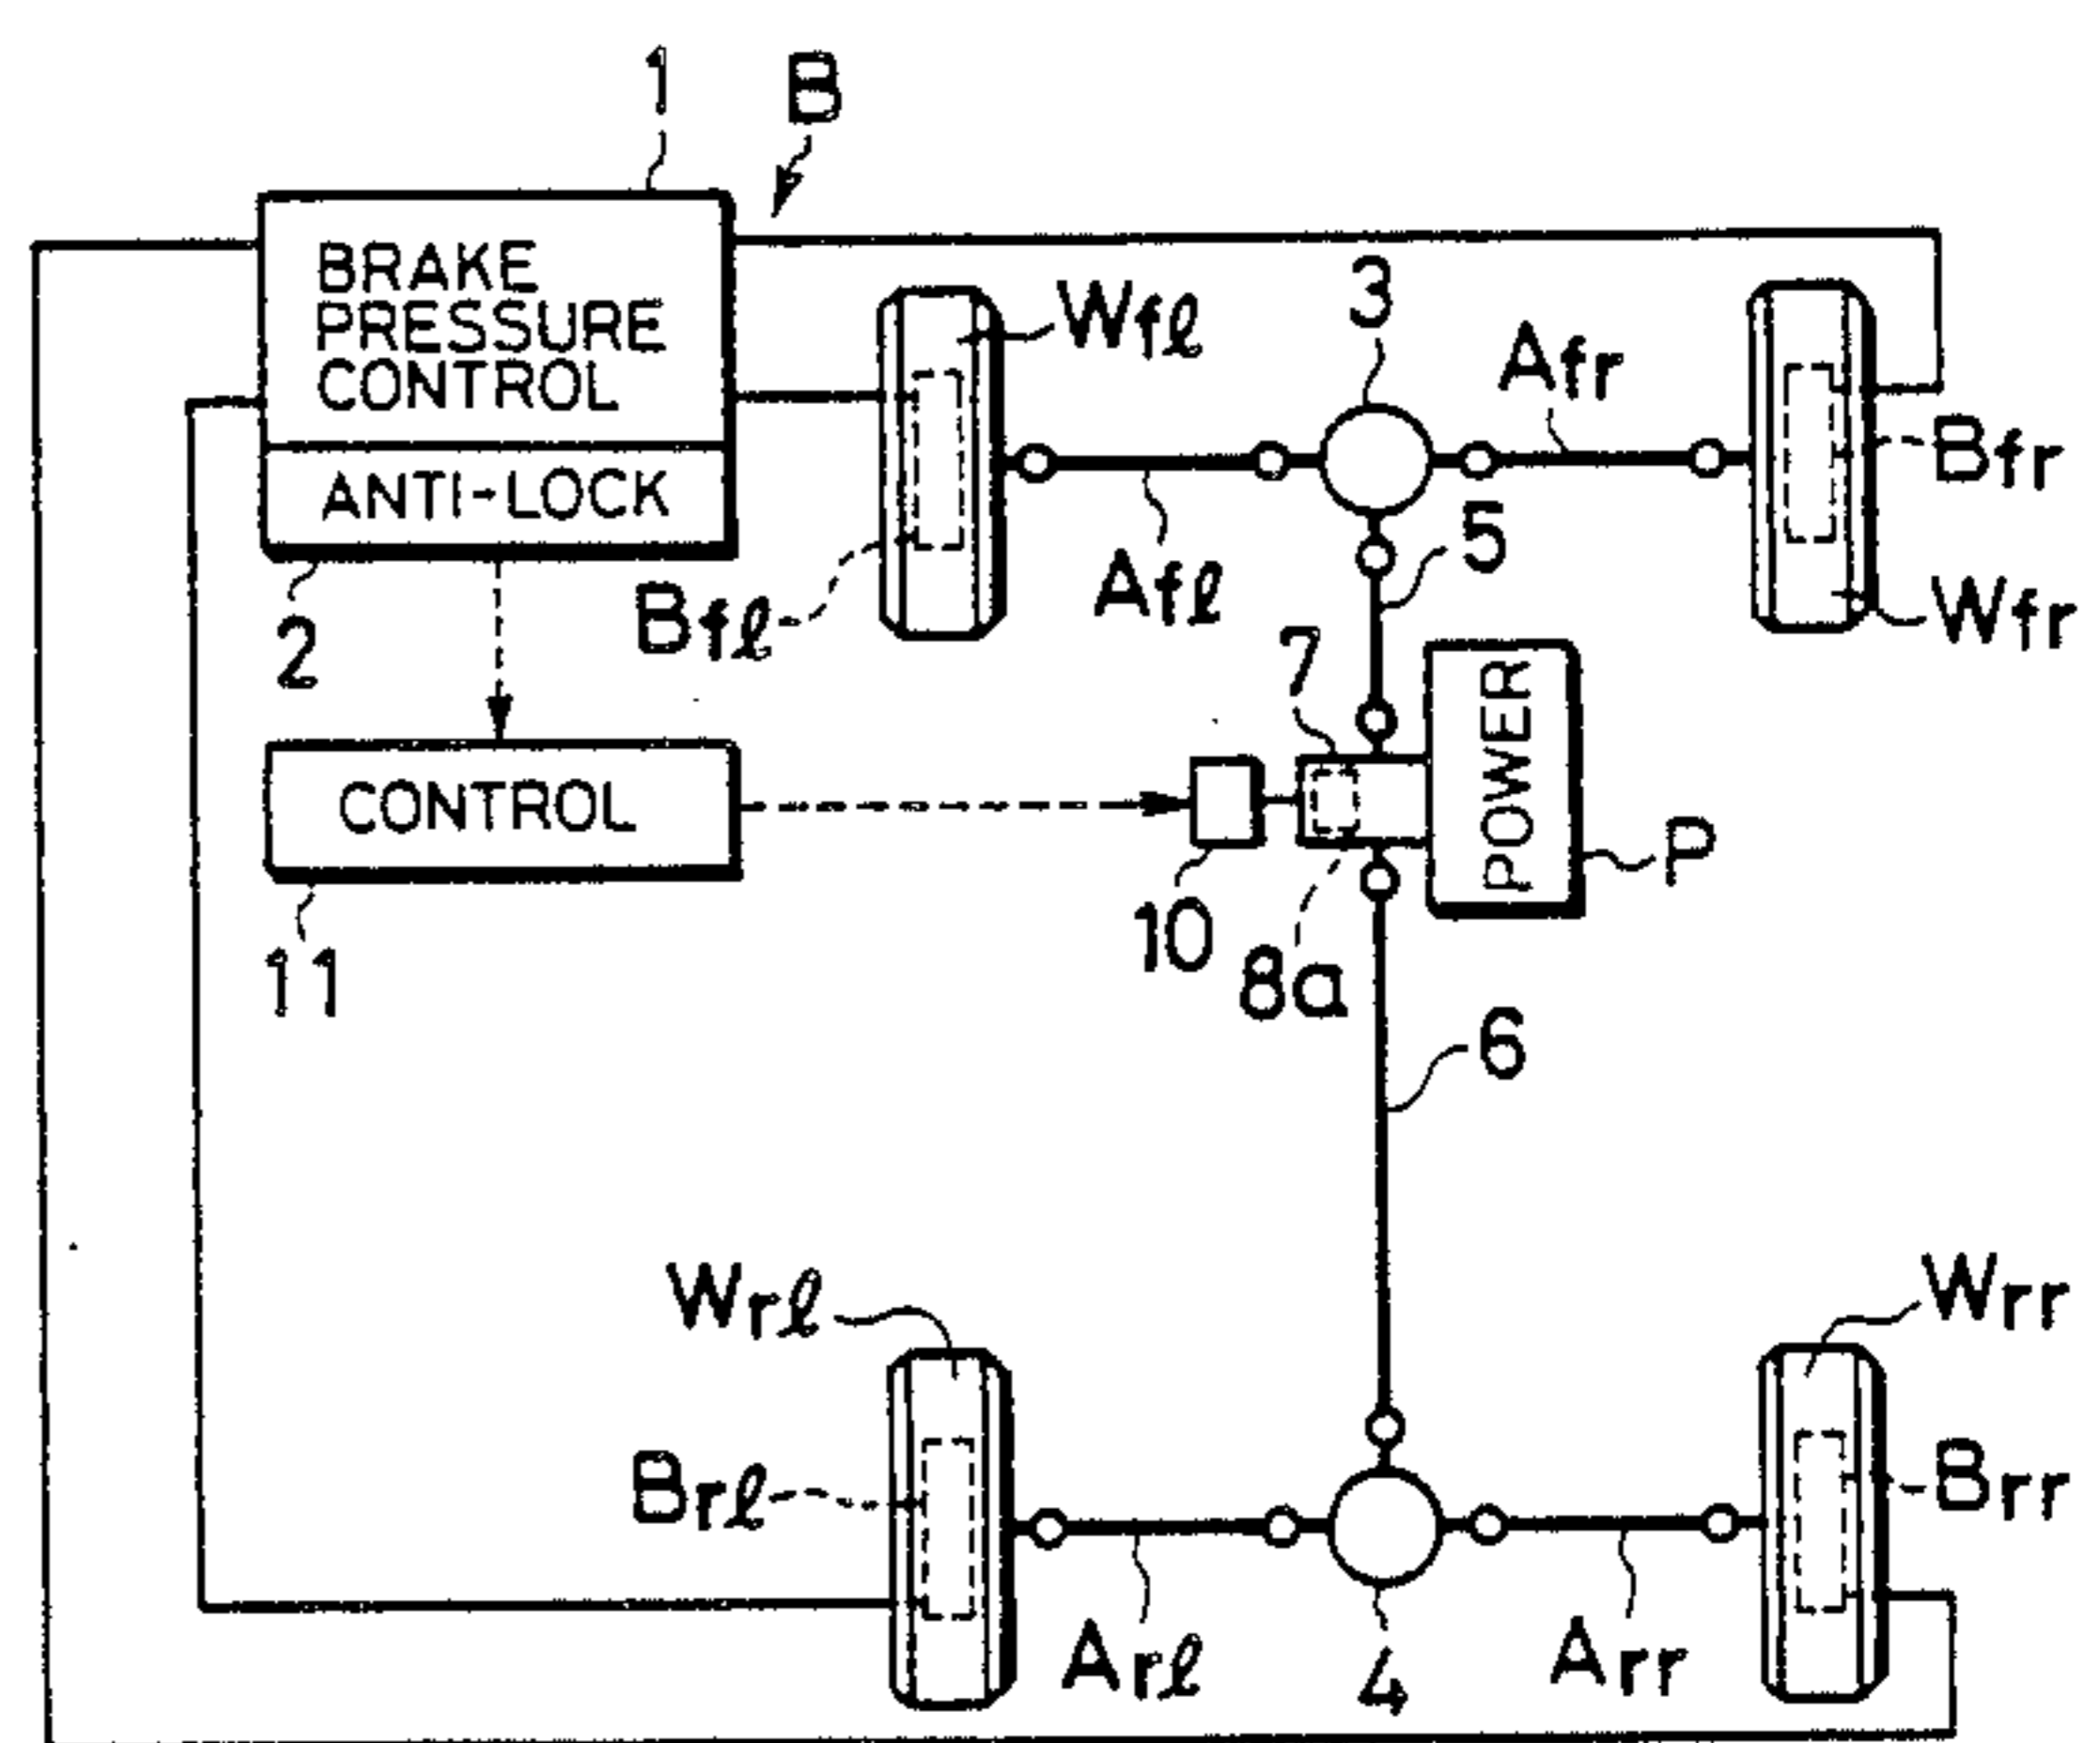 1
B
BRAKE
PRESSURE
CONTROL
ANTI-LOCK
2
Wfℓ
3
Afr
Bfr
Wfr
Bfℓ
Afℓ
5
7
POWER
P
CONTROL
11
10
8a
6
Wrℓ
Wrr
Brℓ
Brr
Arℓ
4
Arr